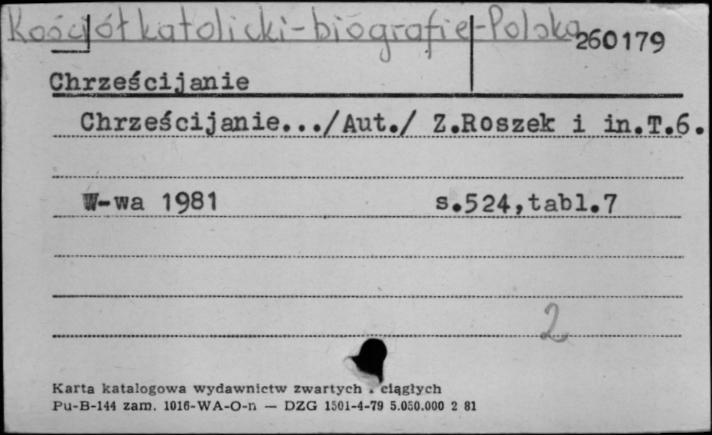 Kościół katolicki-biografie-Polska
260179
Chrześcijanie
Chrześcijanie.../Aut./ Z.Roszek i in.T.6.
W-wa 1981 s.524,tabl.7
2
Karta katalogowa wydawnictw zwartych . ciągłych
Pu-B-144 zam. 1016-WA-O-n — DZG 1501-4-79 5.050.000 2 81